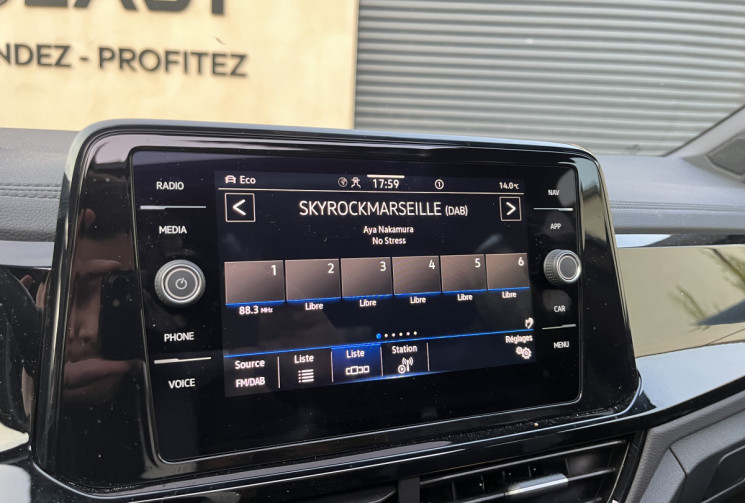 NDEZ - PROFITEZ
RADIO
MEDIA
PHONE
VOICE
Eco
17:59
1
14.0°C
SKYROCKMARSEILLE (DAB)
Aya Nakamura
No Stress
1 2 3 4 5 6
88.3 MHz Libre Libre Libre Libre Libre
Réglages
Source Liste Liste Station
FM/DAB
NAV
APP
CAR
MENU